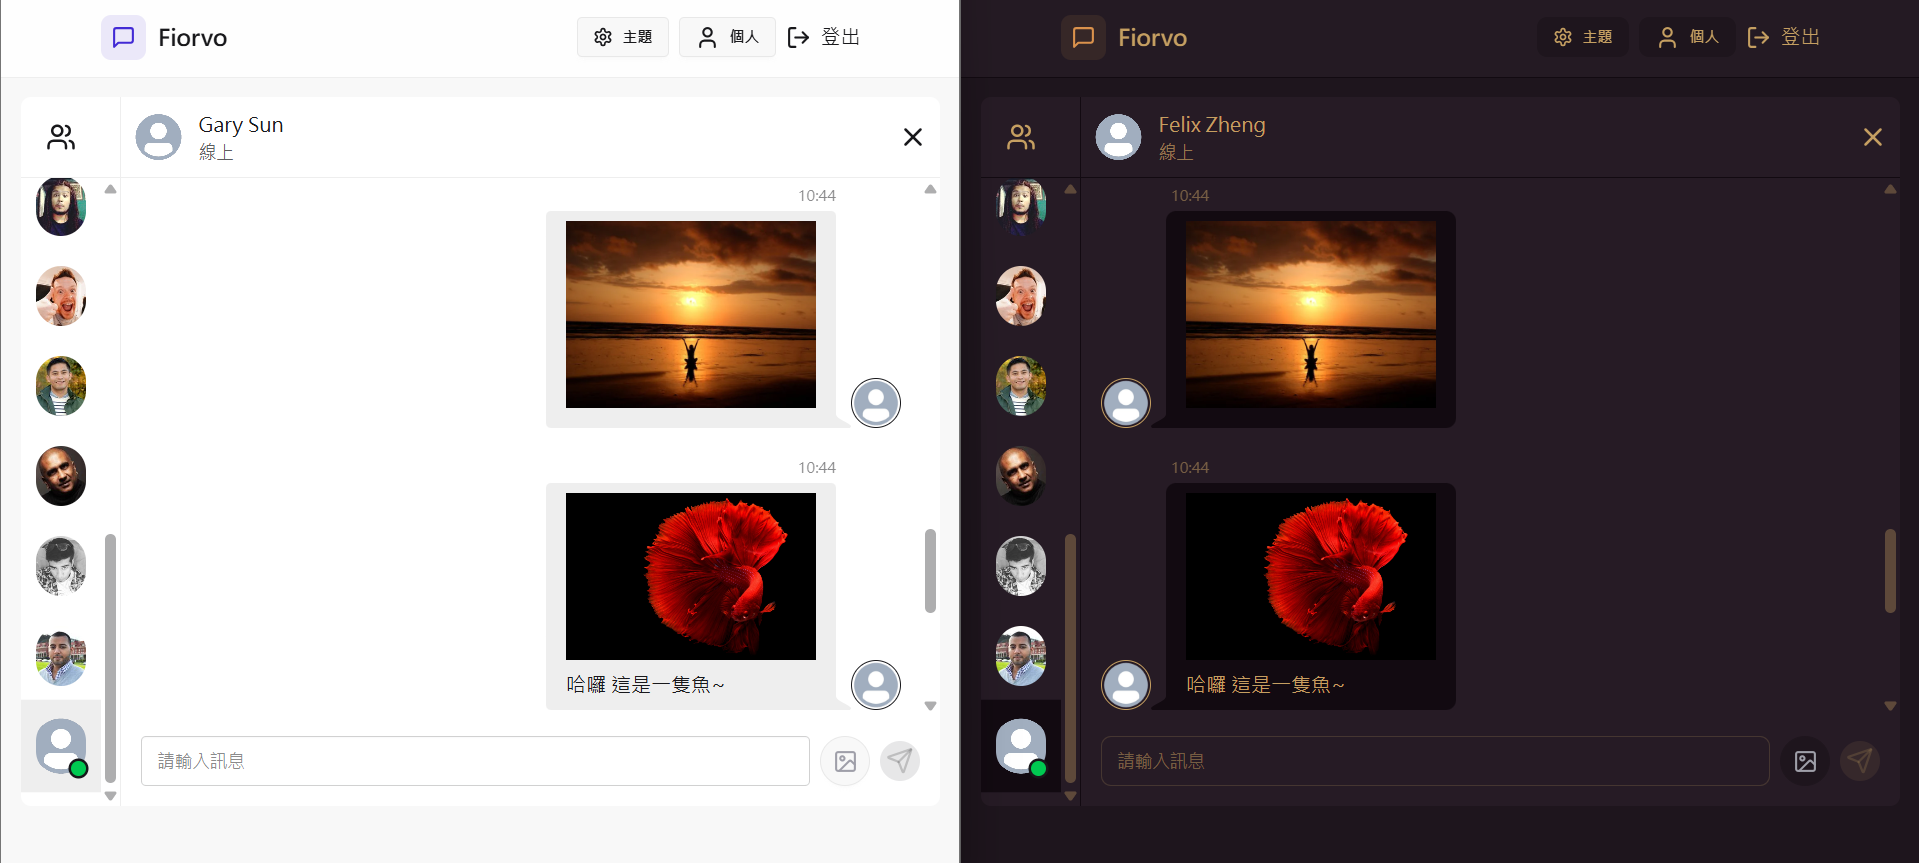 Fiorvo
主題
個人
登出
Gary Sun
線上
10:44
10:44
哈囉 這是一隻魚~
請輸入訊息
Fiorvo
主題
個人
登出
Felix Zheng
線上
10:44
10:44
哈囉 這是一隻魚~
請輸入訊息